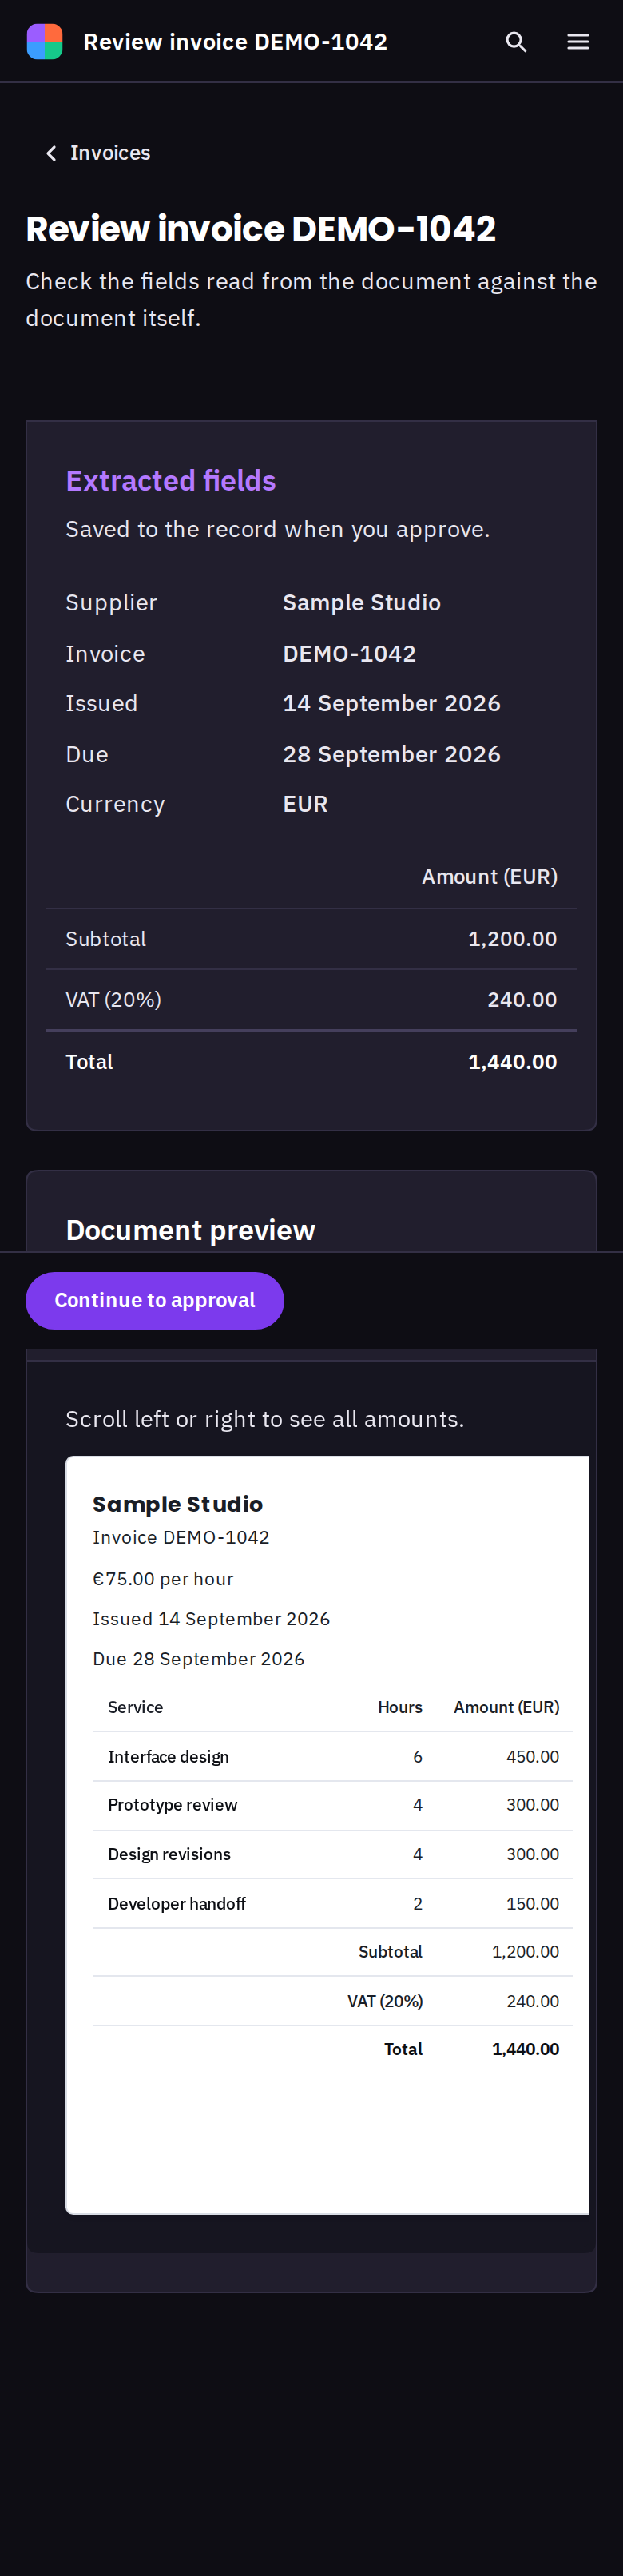 Review invoice DEMO-1042
Invoices
Review invoice DEMO-1042
Check the fields read from the document against the
document itself.
Extracted fields
Saved to the record when you approve.
Supplier Sample Studio
Invoice DEMO-1042
Issued 14 September 2026
Due 28 September 2026
Currency EUR
Amount (EUR)
Subtotal 1,200.00
VAT (20%) 240.00
Total 1,440.00
Document preview
Continue to approval
Scroll left or right to see all amounts.
Sample Studio
Invoice DEMO-1042
€75.00 per hour
Issued 14 September 2026
Due 28 September 2026
Service Hours Amount (EUR)
Interface design 6 450.00
Prototype review 4 300.00
Design revisions 4 300.00
Developer handoff 2 150.00
Subtotal 1,200.00
VAT (20%) 240.00
Total 1,440.00